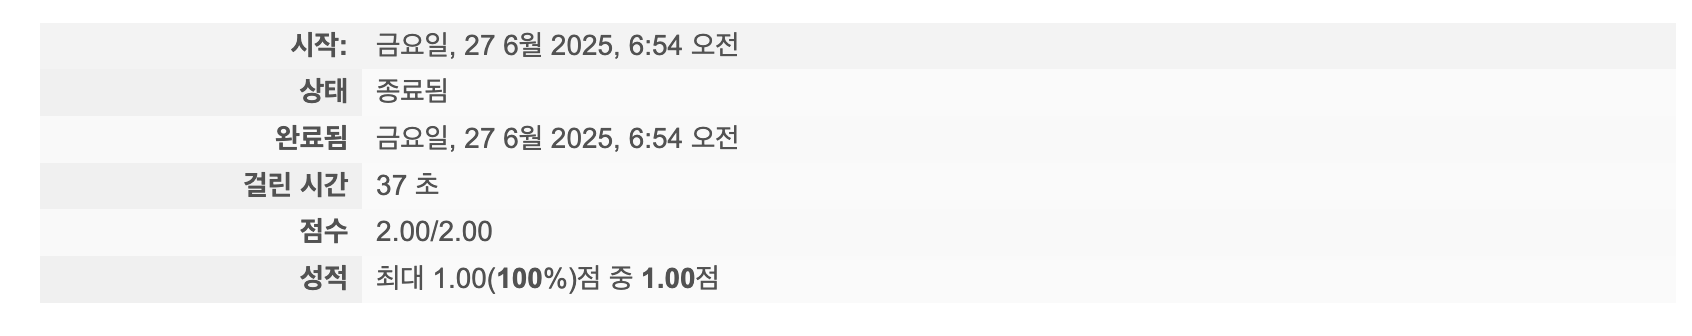 시작: 금요일, 27 6월 2025, 6:54 오전
상태 종료됨
완료됨 금요일, 27 6월 2025, 6:54 오전
걸린 시간 37 초
점수 2.00/2.00
성적 최대 1.00(100%)점 중 1.00점